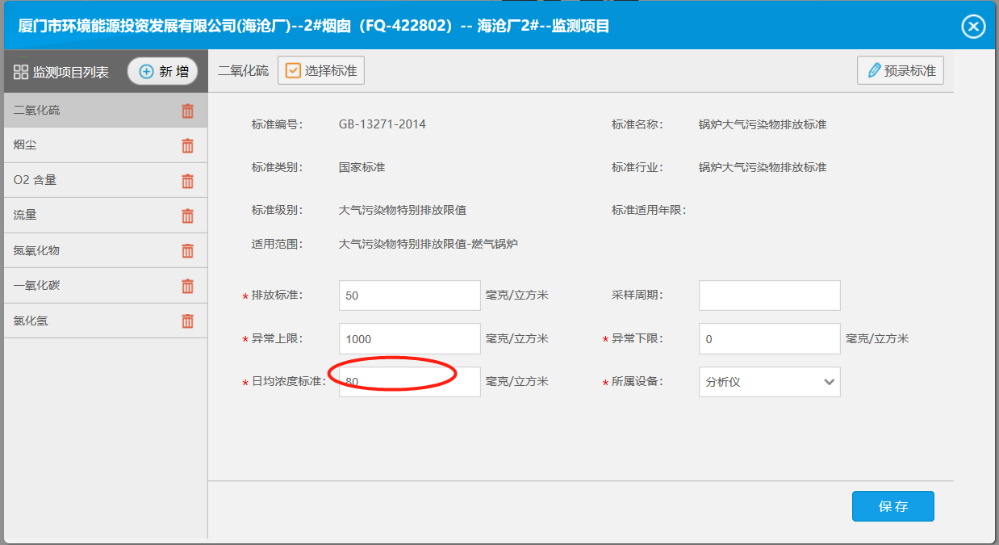 厦门市环境能源投资发展有限公司(海沧厂)--2#烟囱（FQ-422802）-- 海沧厂2#--监测项目
监测项目列表
新 增
二氧化硫
选择标准
预录标准
二氧化硫
烟尘
O2 含量
流量
氮氧化物
一氧化碳
氯化氢
标准编号： GB-13271-2014 标准名称： 锅炉大气污染物排放标准
标准类别： 国家标准 标准行业： 锅炉大气污染物排放标准
标准级别： 大气污染物特别排放限值 标准适用年限：
适用范围： 大气污染物特别排放限值-燃气锅炉
* 排放标准： 50 毫克/立方米 采样周期：
* 异常上限： 1000 毫克/立方米 * 异常下限： 0 毫克/立方米
* 日均浓度标准： 80 毫克/立方米 * 所属设备： 分析仪
保 存